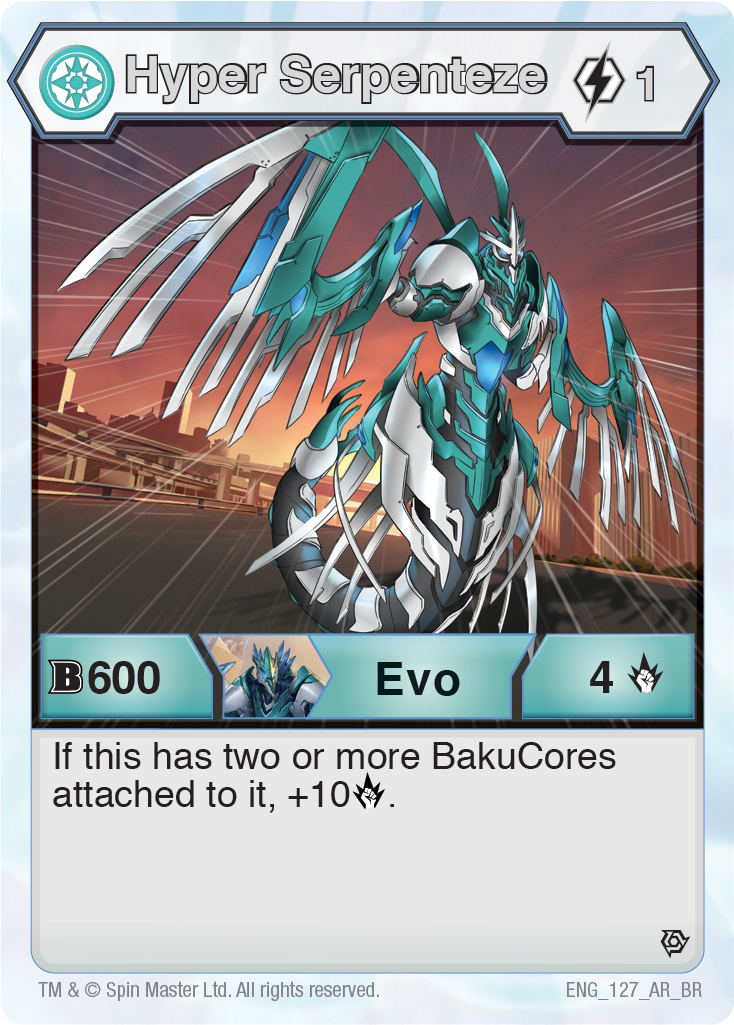 Hyper Serpenteze 1
B 600 Evo 4
If this has two or more BakuCores
attached to it, +10.
TM & © Spin Master Ltd. All rights reserved. ENG_127_AR_BR